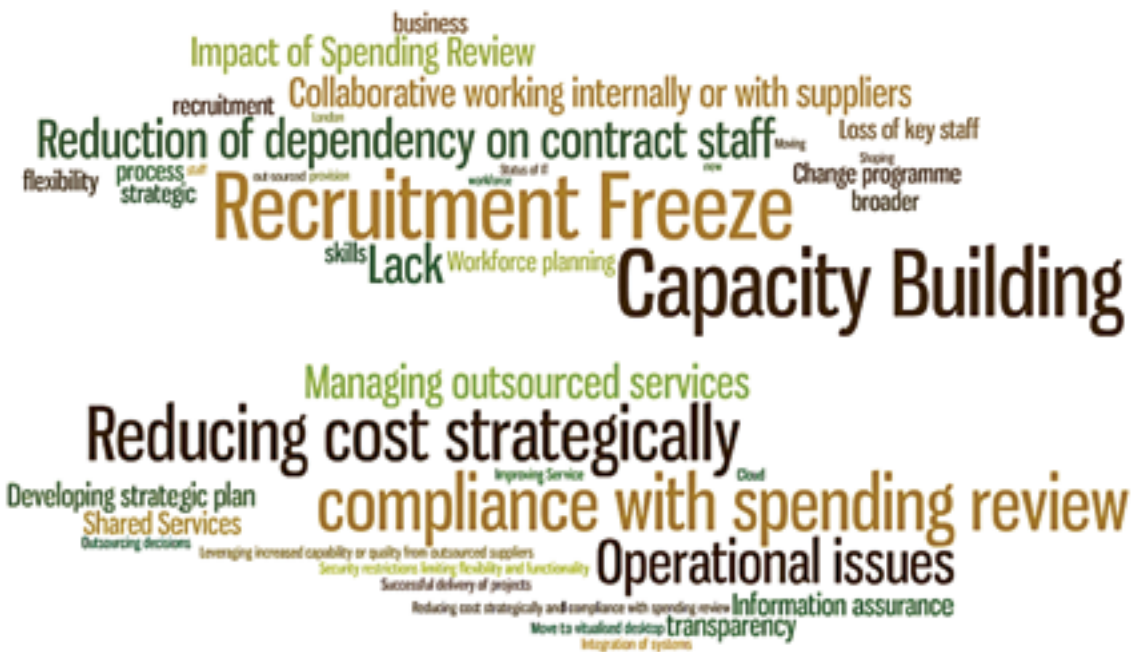 business
Impact of Spending Review
Collaborative working internally or with suppliers
recruitment
London
Reduction of dependency on contract staff
Moving
Loss of key staff
flexibility
process
staff
strategic
out sourced
provision
Status of IT
workforce
new
Shaping
Change programme
broader
Recruitment Freeze
skills
Lack
Workforce planning
Capacity Building
Managing outsourced services
Reducing cost strategically
Improving Service
Cloud
Developing strategic plan
compliance with spending review
Shared Services
Outsourcing decisions
Leveraging increased capability or quality from outsourced suppliers
Operational issues
Security restrictions limiting flexibility and functionality
Successful delivery of projects
Reducing cost strategically and compliance with spending review
Information assurance
Move to vitualised desktop
transparency
Integration of systems